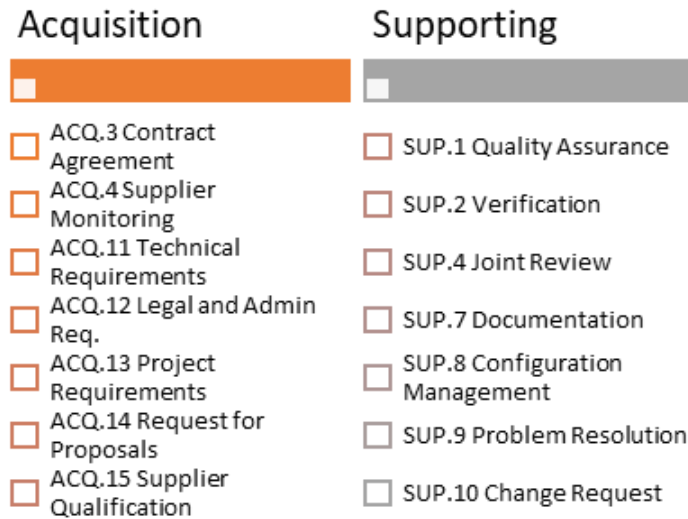 Acquisition
ACQ.3 Contract
Agreement
ACQ.4 Supplier
Monitoring
ACQ.11 Technical
Requirements
ACQ.12 Legal and Admin
Req.
ACQ.13 Project
Requirements
ACQ.14 Request for
Proposals
ACQ.15 Supplier
Qualification
Supporting
SUP.1 Quality Assurance
SUP.2 Verification
SUP.4 Joint Review
SUP.7 Documentation
SUP.8 Configuration
Management
SUP.9 Problem Resolution
SUP.10 Change Request